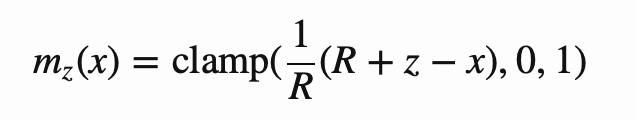 m_z(x) = clamp(\frac{1}{R}(R + z − x), 0, 1)